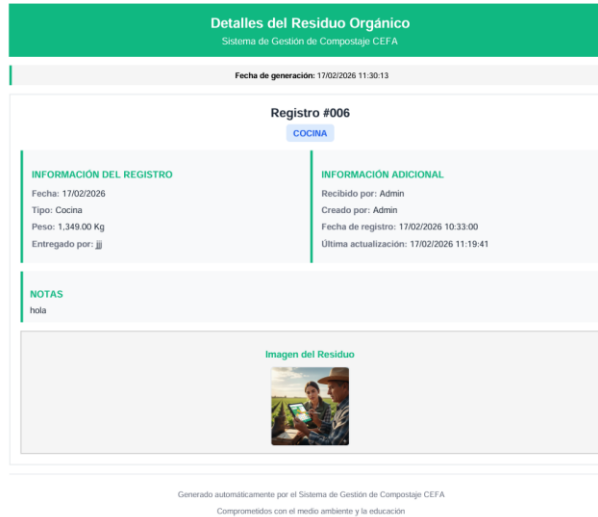 Detalles del Residuo Orgánico
Sistema de Gestión de Compostaje CEFA
Fecha de generación: 17/02/2026 11:30:13
Registro #006
COCINA
INFORMACIÓN DEL REGISTRO
Fecha: 17/02/2026
Tipo: Cocina
Peso: 1,349.00 Kg
Entregado por: jjj
INFORMACIÓN ADICIONAL
Recibido por: Admin
Creado por: Admin
Fecha de registro: 17/02/2026 10:33:00
Última actualización: 17/02/2026 11:19:41
NOTAS
hola
Imagen del Residuo
Generado automáticamente por el Sistema de Gestión de Compostaje CEFA
Comprometidos con el medio ambiente y la educación